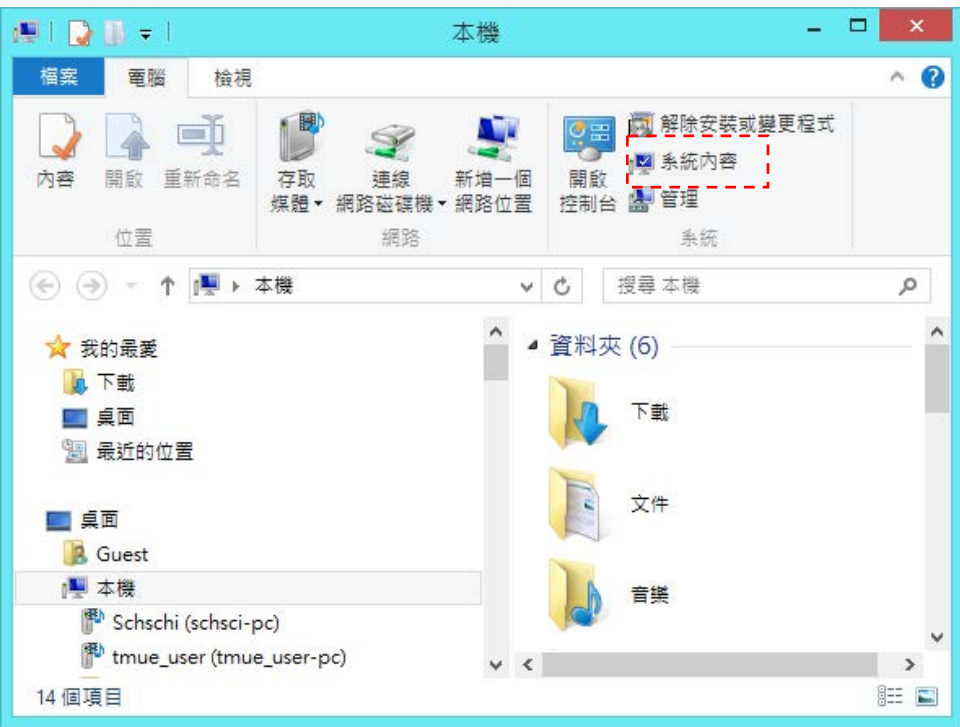 本機
檔案 電腦 檢視
內容
開啟
重新命名
位置
存取
媒體
連線
網路磁碟機
新增一個
網路位置
網路
開啟
控制台
解除安裝或變更程式
系統內容
管理
系統
本機
搜尋 本機
我的最愛
下載
桌面
最近的位置
桌面
Guest
本機
Schschi (schsci-pc)
tmue_user (tmue_user-pc)
資料夾 (6)
下載
文件
音樂
14 個項目